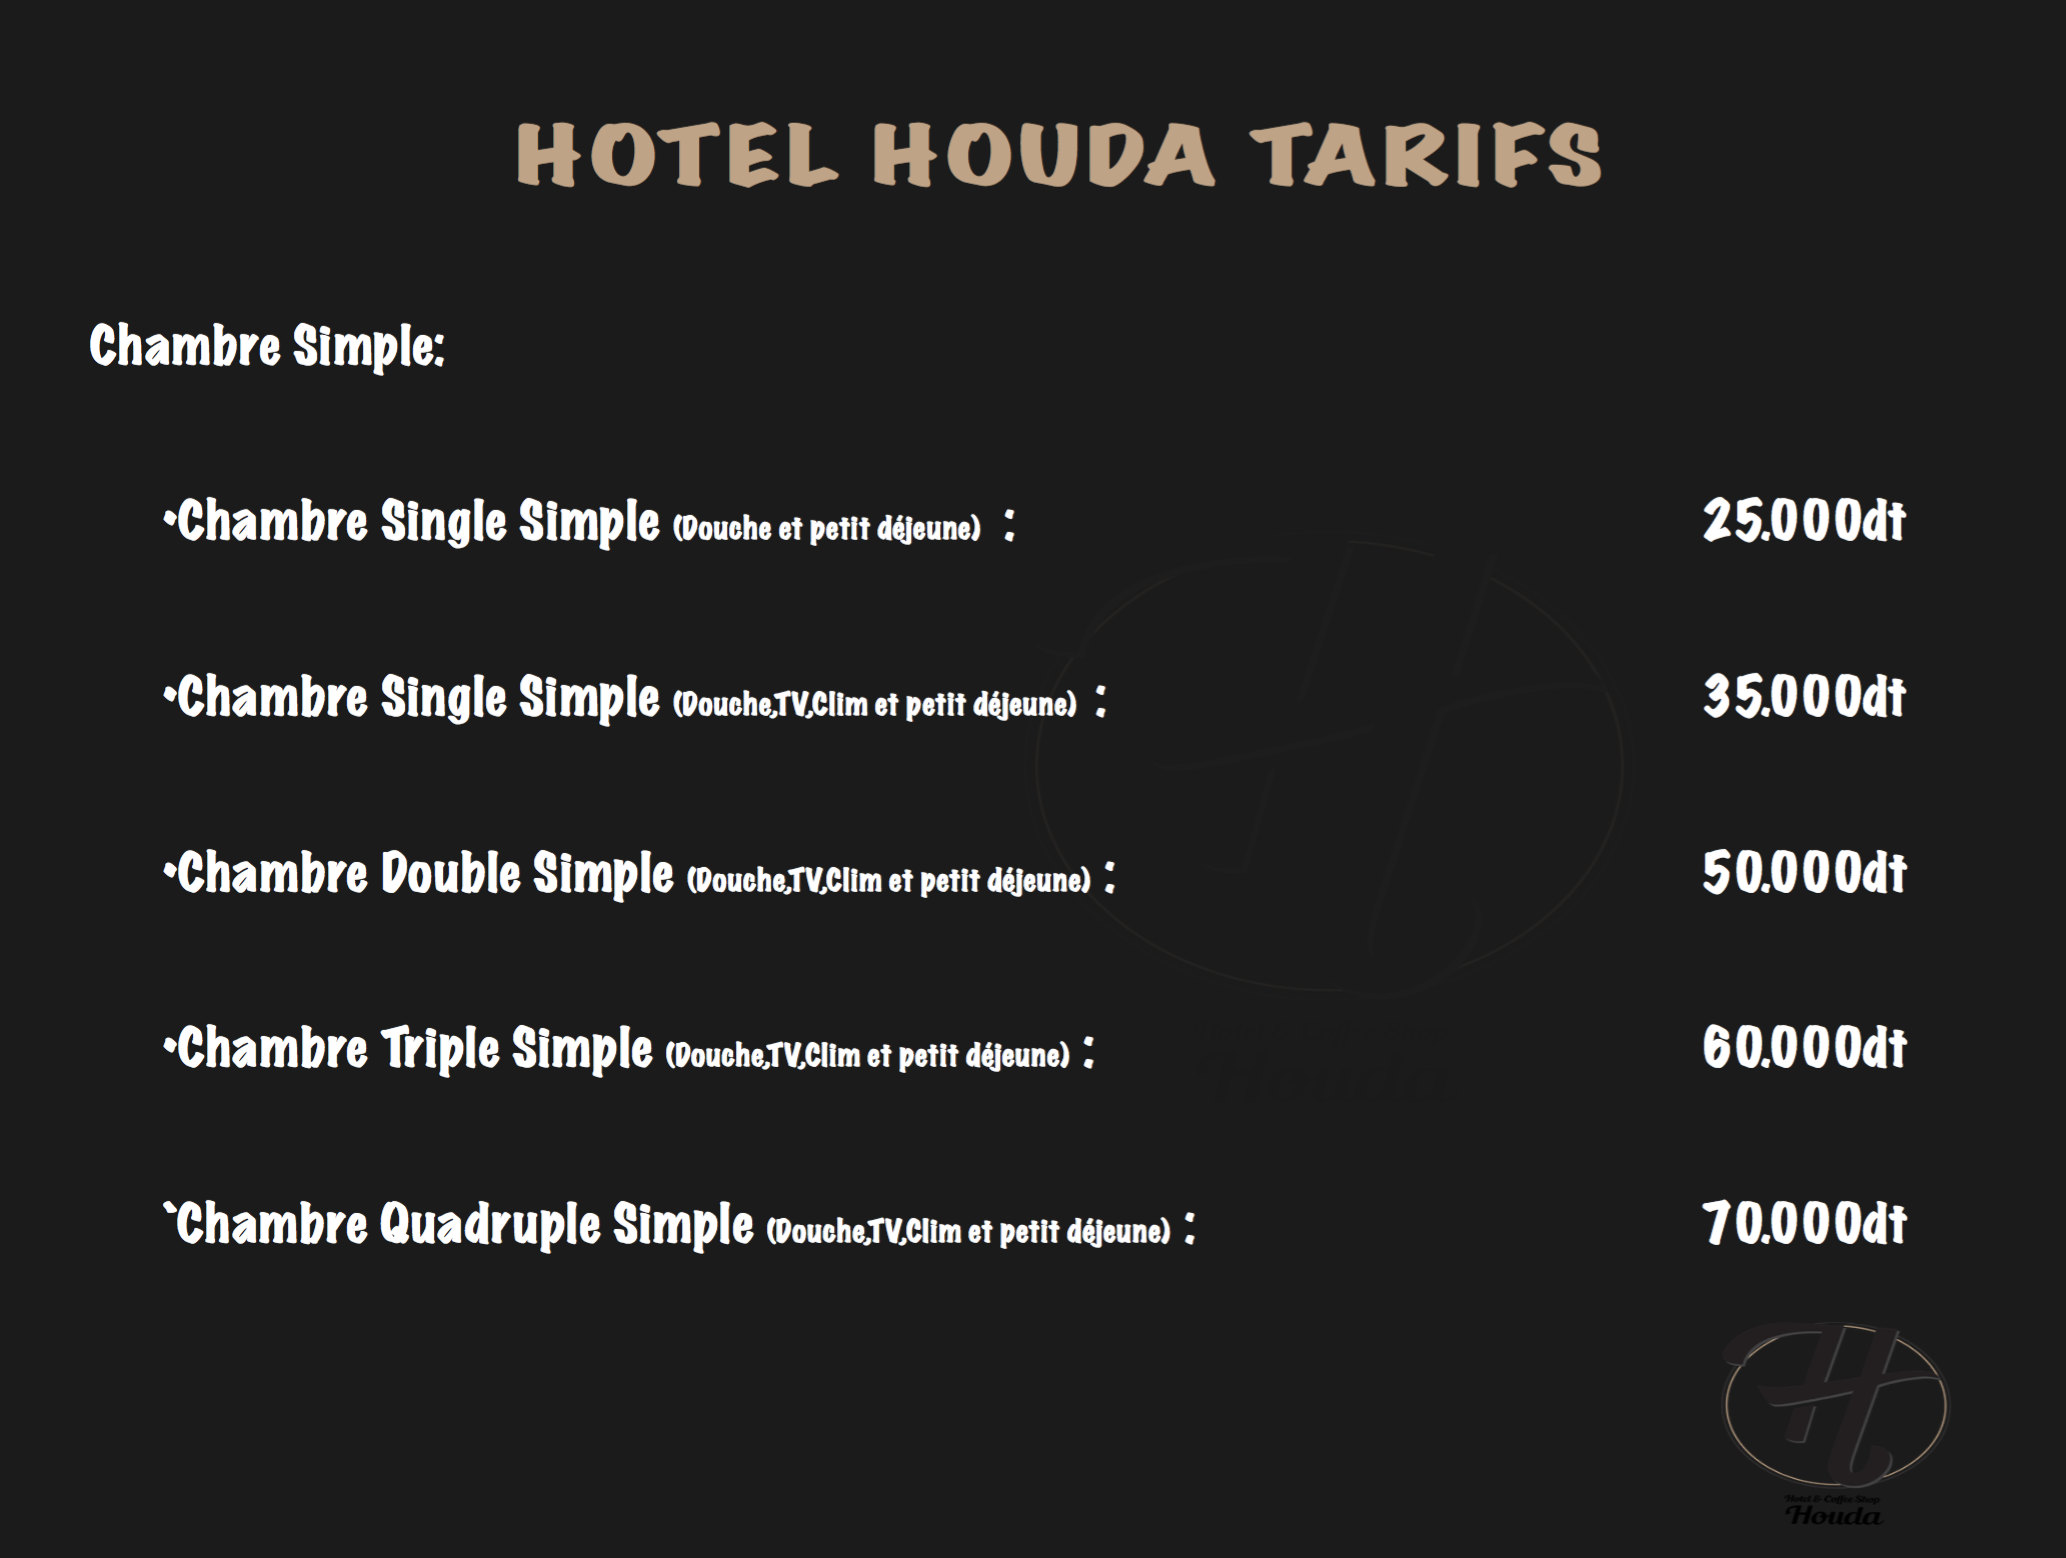 HOTEL HOUDA TARIFS
Chambre Simple:
·Chambre Single Simple (Douche et petit déjeune) : 25.000dt
·Chambre Single Simple (Douche,TV,Clim et petit déjeune) : 35.000dt
·Chambre Double Simple (Douche,TV,Clim et petit déjeune) : 50.000dt
·Chambre Triple Simple (Douche,TV,Clim et petit déjeune) : 60.000dt
`Chambre Quadruple Simple (Douche,TV,Clim et petit déjeune) : 70.000dt
H
Hotel & Coffee Shop
Houda